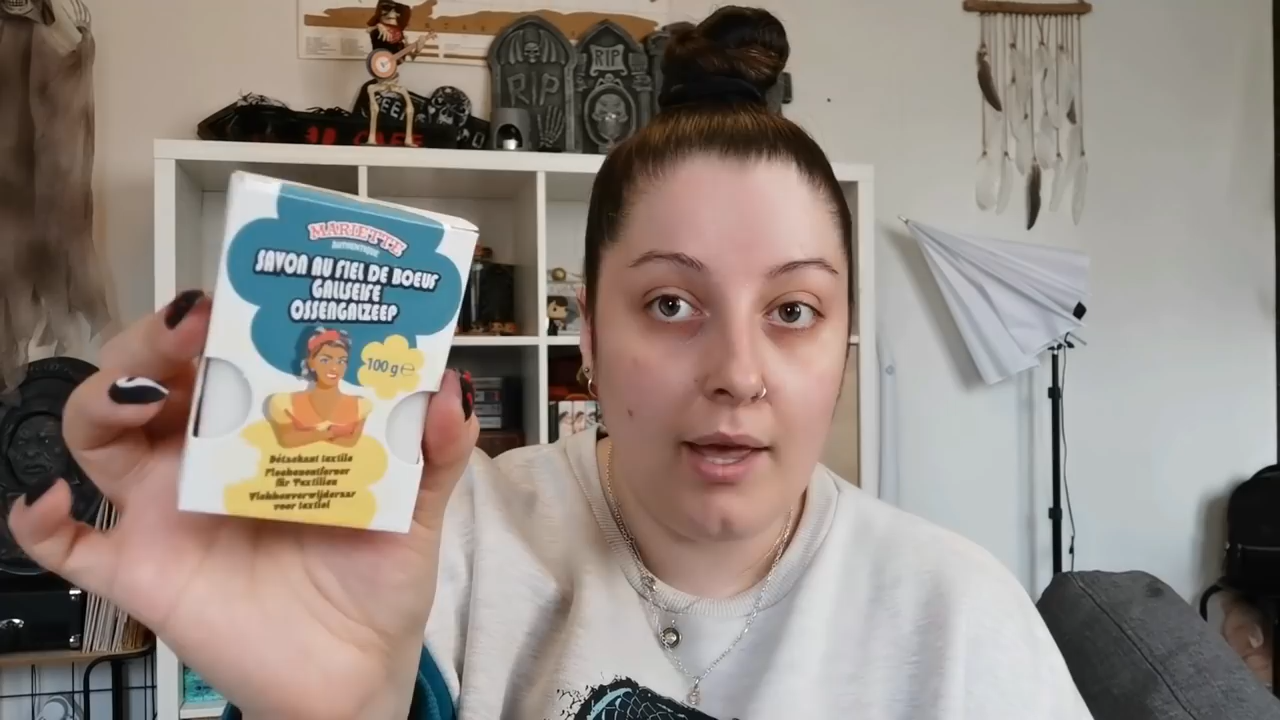 RIP
RIP
MARIETTE
AUTHENTIQUE
SAVON AU FIEL DE BOEUF
GALLSEIFE
OSSENGALZEEP
100 g ℮
Détachant textile
Fleckenentferner
für Textilien
Vlekkenverwijderaar
voor textiel